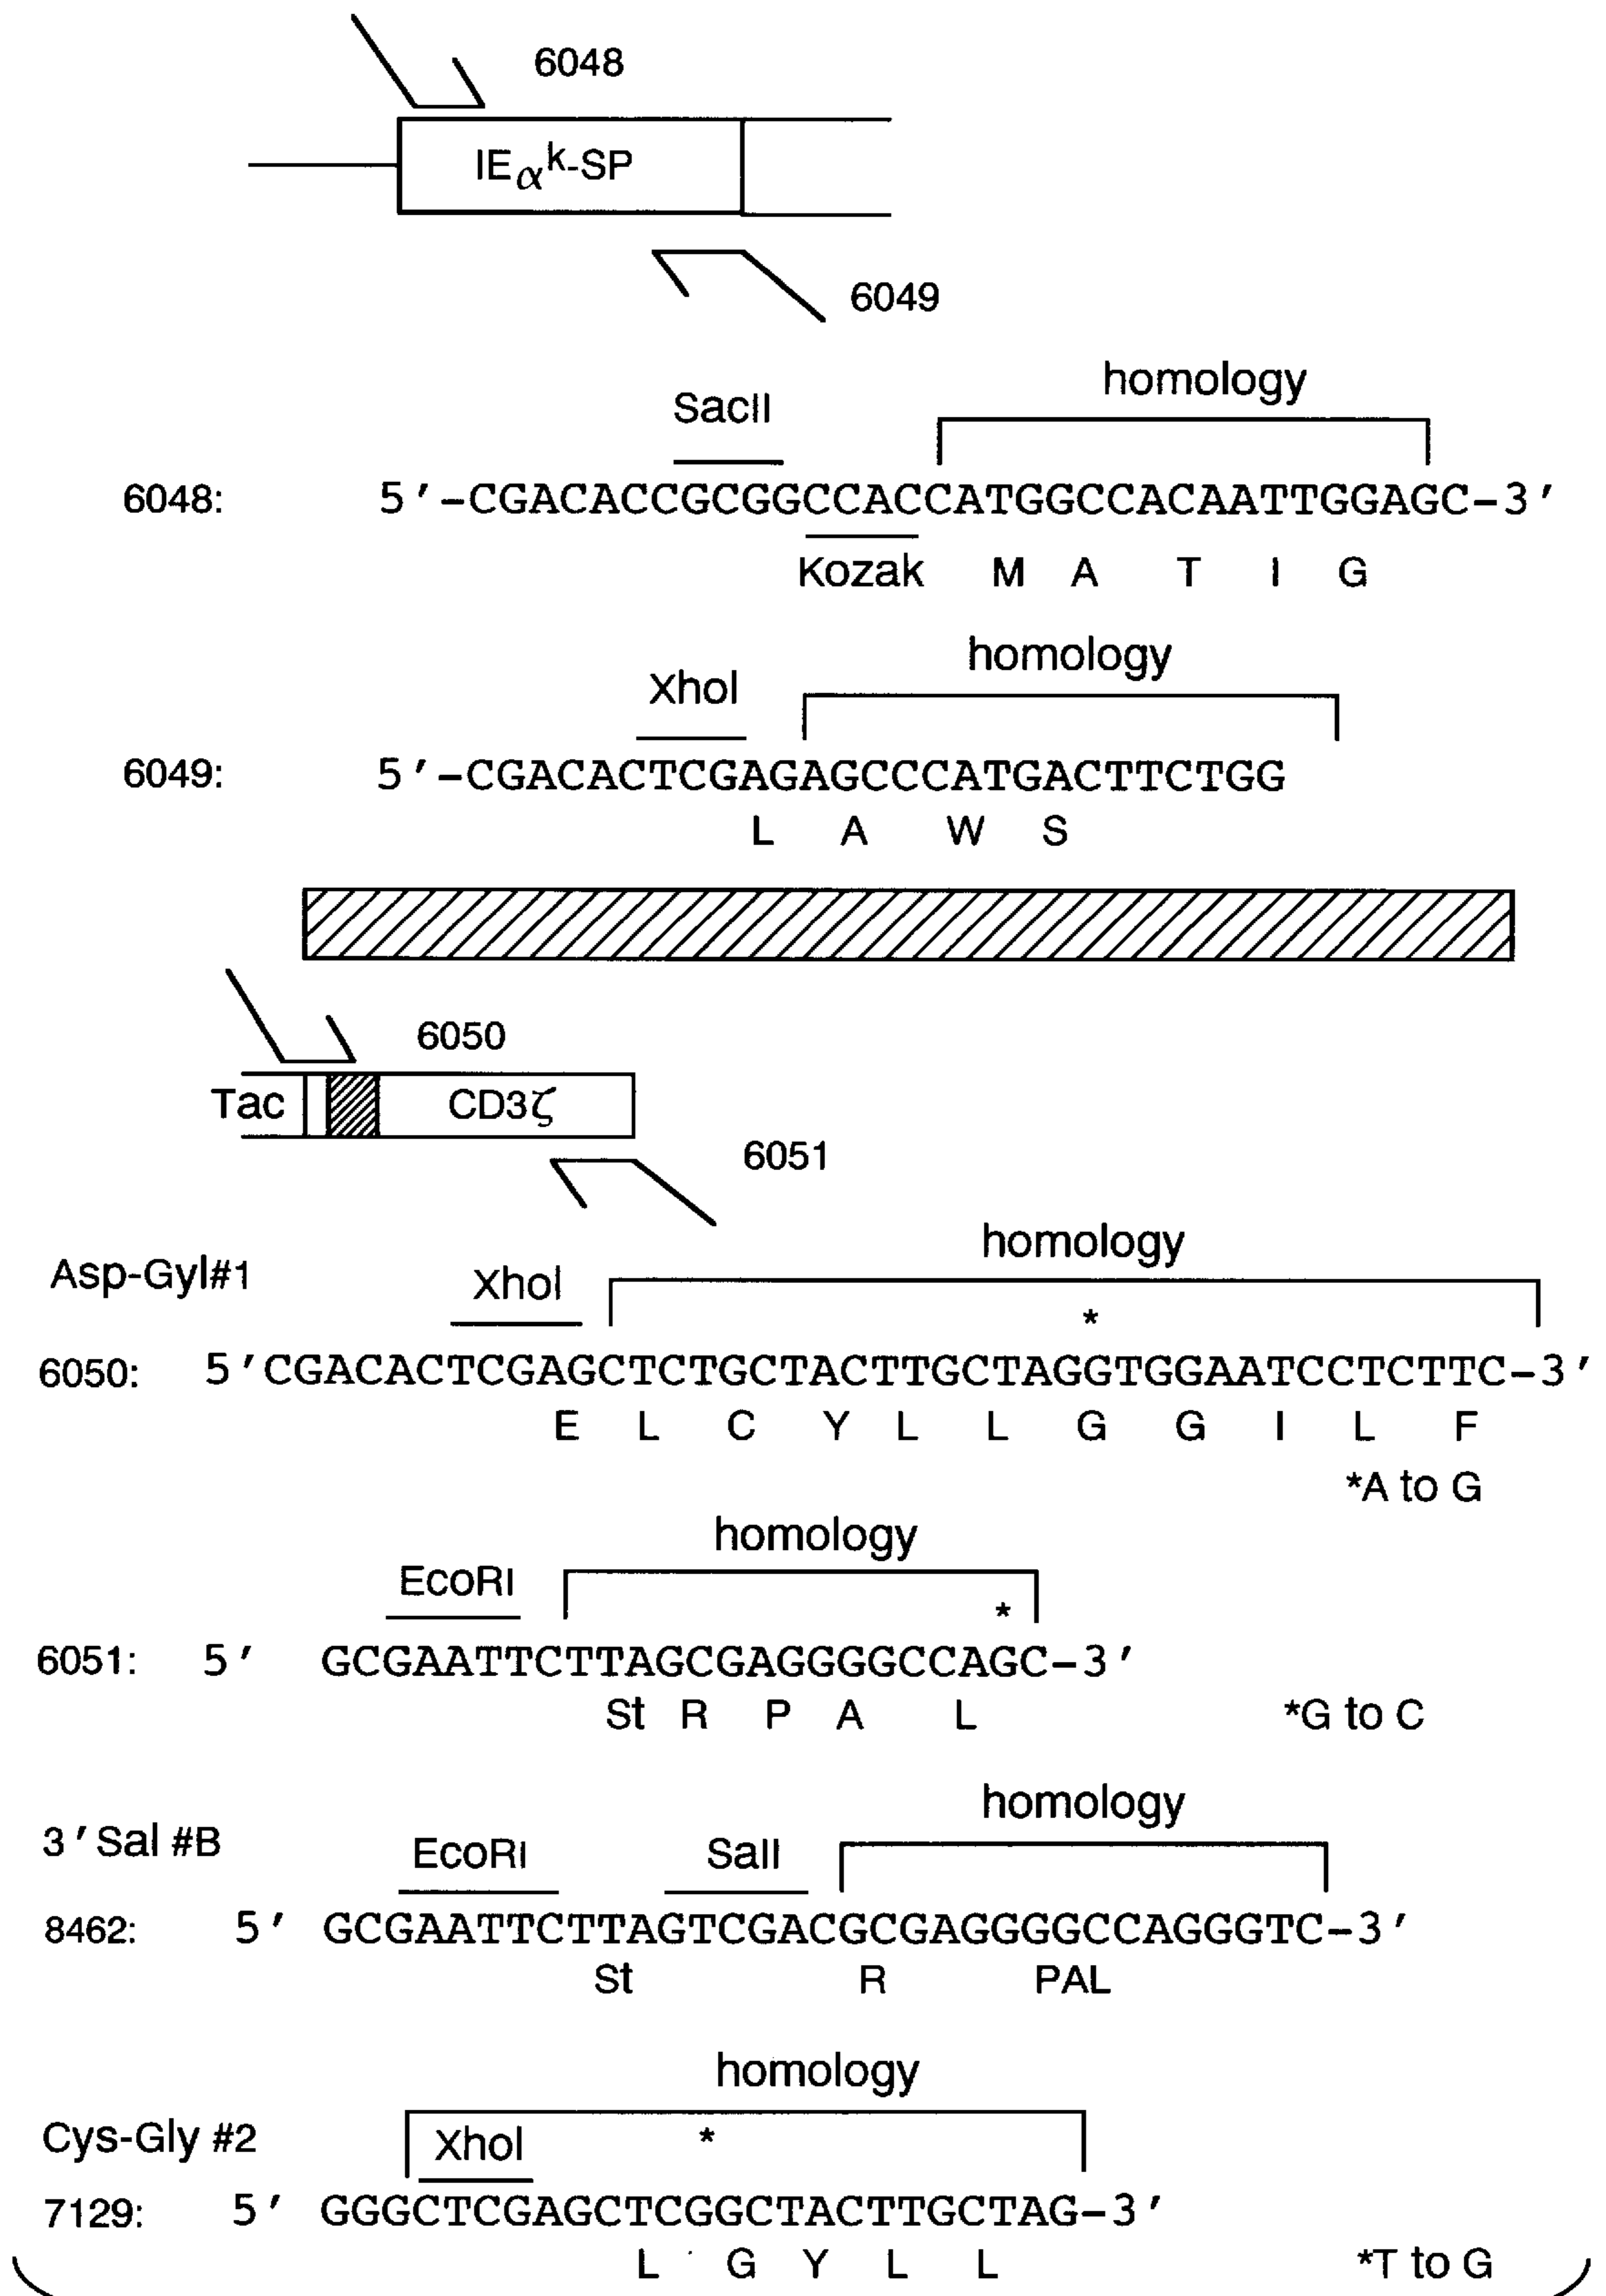 6048
IEαk-SP
6049
homology
SacII
6048: 5'-CGACACCGCGGCCACCATGGCCACAATTGGAGC-3'
Kozak M A T I G
homology
XhoI
6049: 5'-CGACACTCGAGAGCCCATGACTTCTGG
L A W S
6050
Tac CD3ζ
6051
homology
Asp-Gyl#1 XhoI
*
6050: 5'CGACACTCGAGCTCTGCTACTTGCTAGGTGGAATCCTCTTC-3'
E L C Y L L G G I L F
*A to G
homology
EcoRI
*
6051: 5' GCGAATTCTTAGCGAGGGGCCAGC-3'
St R P A L *G to C
homology
3'Sal #B EcoRI SalI
8462: 5' GCGAATTCTTAGTCGACGCGAGGGGCCAGGGTC-3'
St R PAL
homology
Cys-Gly #2 XhoI *
7129: 5' GGGCTCGAGCTCGGCTACTTGCTAG-3'
L G Y L L *T to G